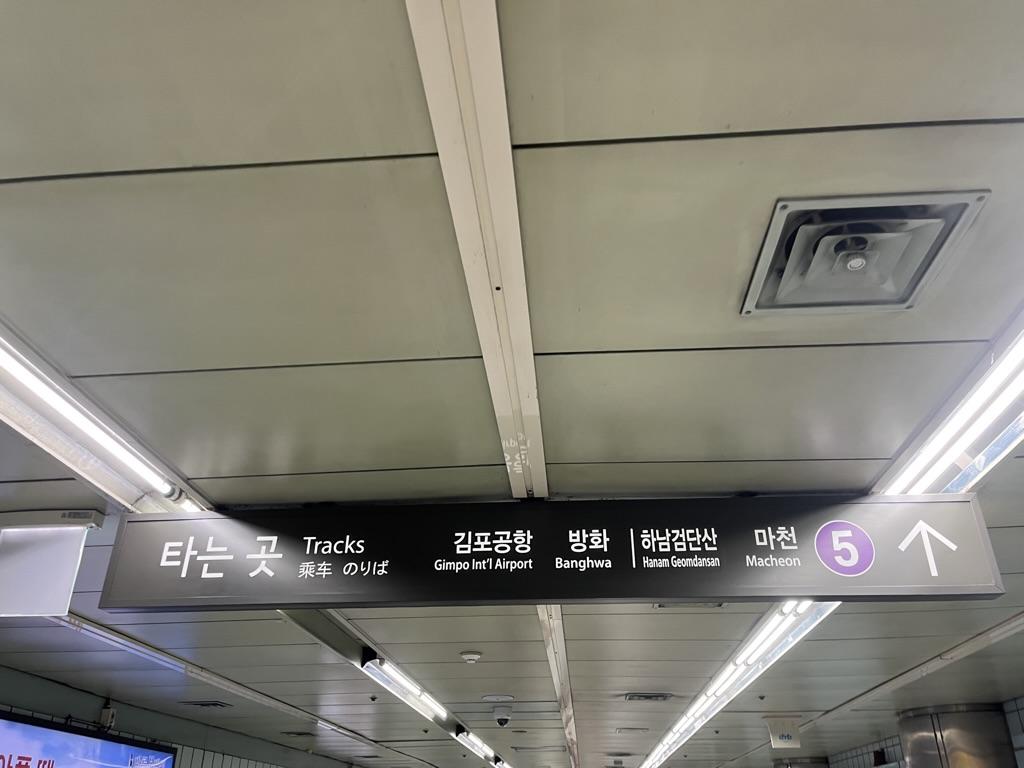 타는 곳
Tracks
乘车 のりば
김포공항
Gimpo Int'l Airport
방화
Banghwa
하남검단산
Hanam Geomdansan
마천
Macheon
5